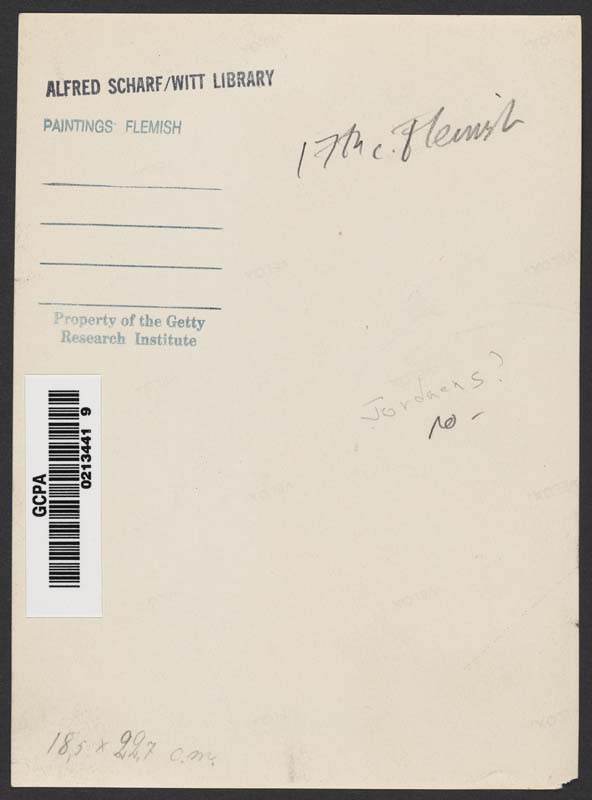 ALFRED SCHARF/WITT LIBRARY
PAINTINGS FLEMISH
17th c. Flemish
Property of the Getty
Research Institute
Jordaens?
no -
GCPA
0213441 9
18,5 x 22,7 c.m.